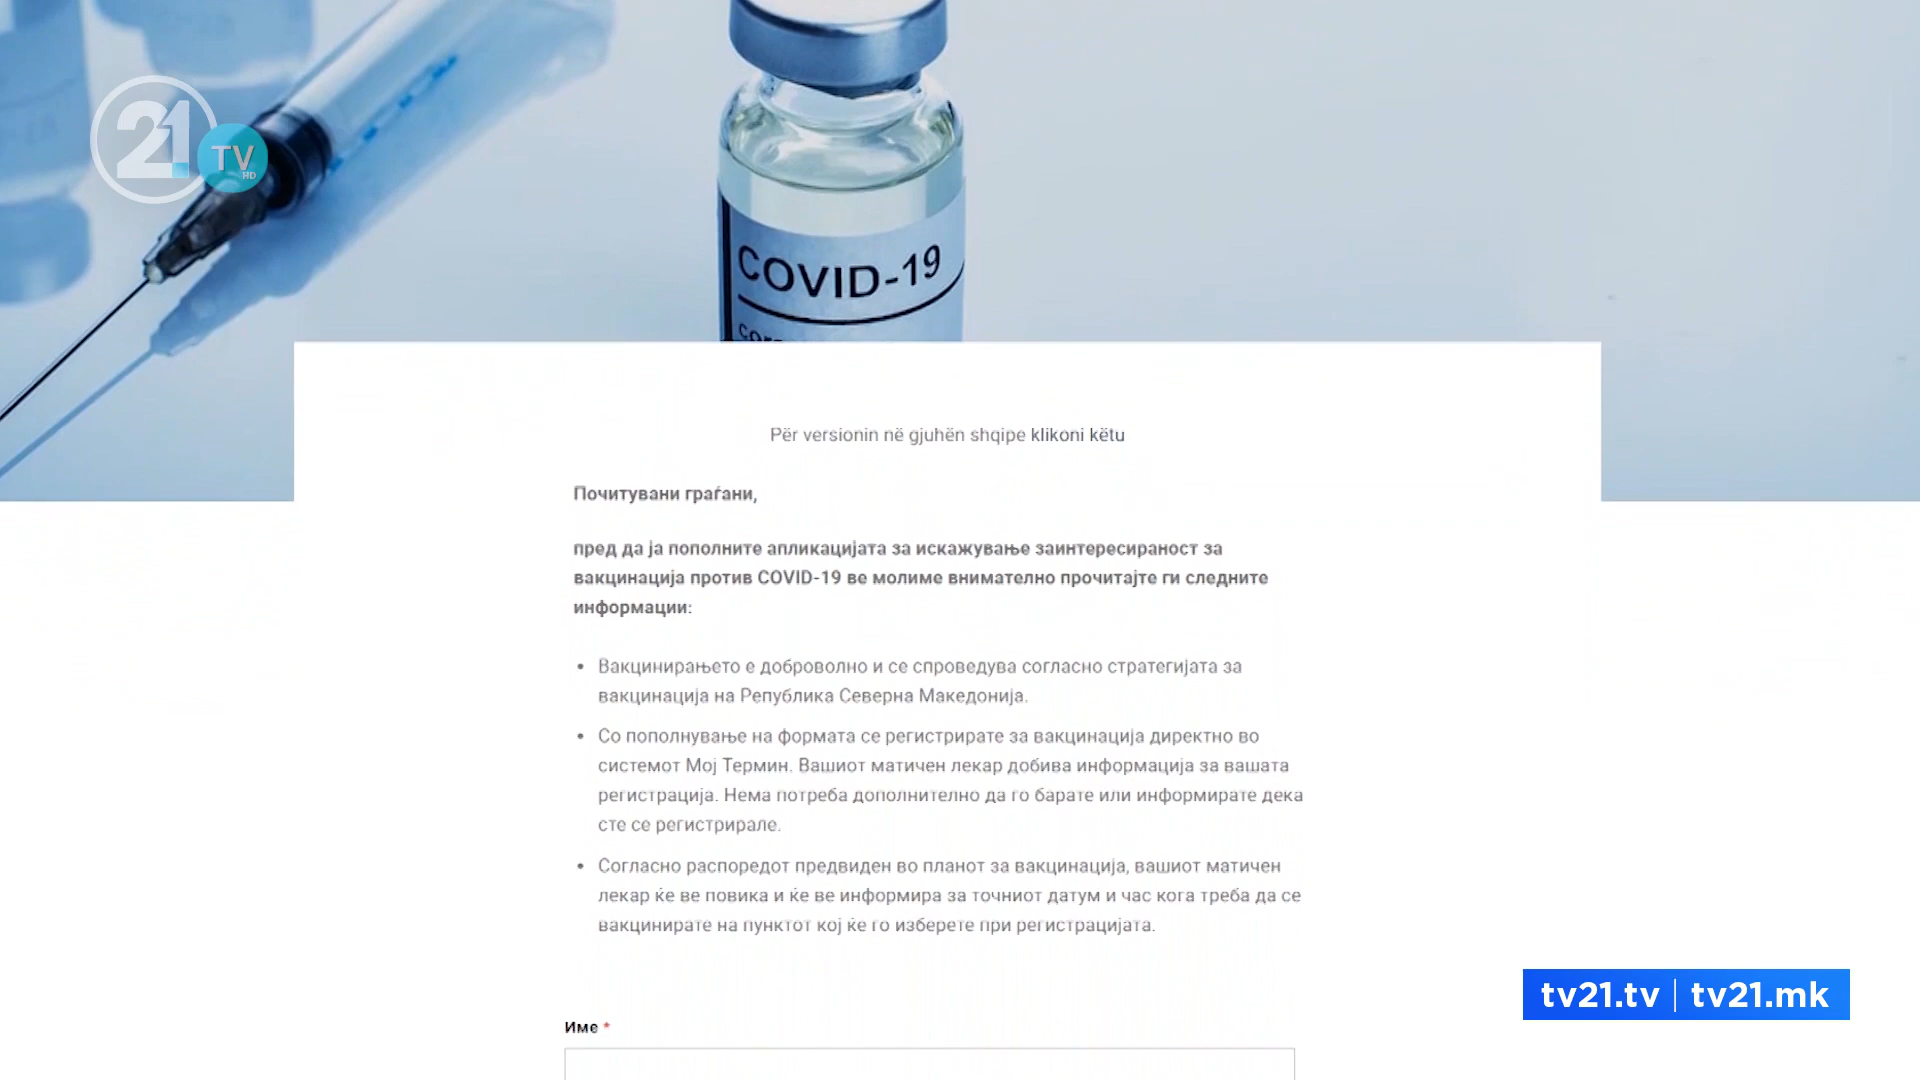 21
TV
HD
COVID-19
Për versionin në gjuhën shqipe klikoni këtu
Почитувани граѓани,
пред да ја пополните апликацијата за искажување заинтересираност за
вакцинација против COVID-19 ве молиме внимателно прочитајте ги следните
информации:
• Вакцинирањето е доброволно и се спроведува согласно стратегијата за
вакцинација на Република Северна Македонија.
• Со пополнување на формата се регистрирате за вакцинација директно во
системот Мој Термин. Вашиот матичен лекар добива информација за вашата
регистрација. Нема потреба дополнително да го барате или информирате дека
сте се регистрирале.
• Согласно распоредот предвиден во планот за вакцинација, вашиот матичен
лекар ќе ве повика и ќе ве информира за точниот датум и час кога треба да се
вакцинирате на пунктот кој ќе го изберете при регистрацијата.
Име *
tv21.tv | tv21.mk